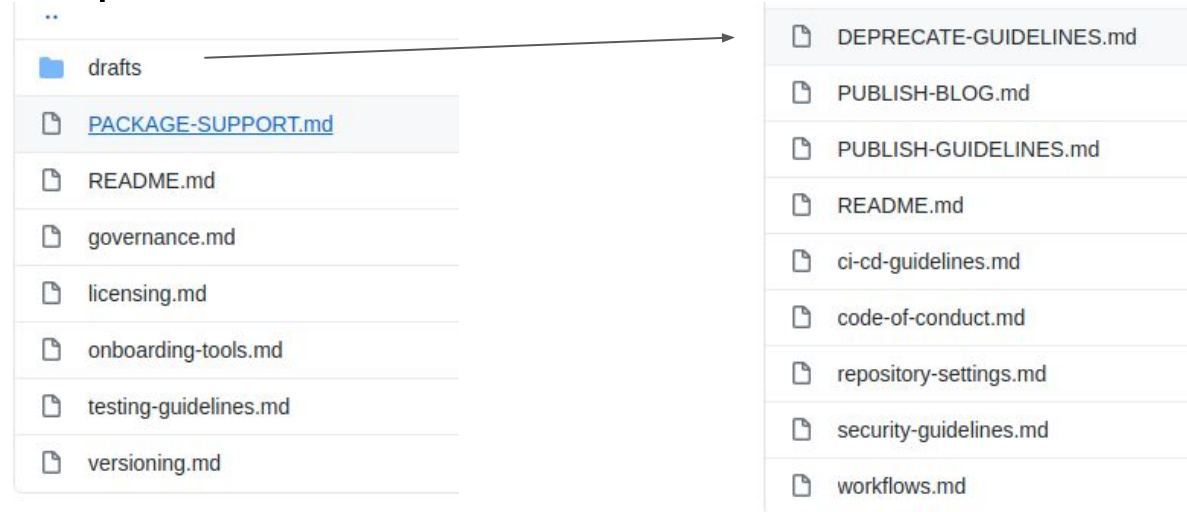 ..
drafts
PACKAGE-SUPPORT.md
README.md
governance.md
licensing.md
onboarding-tools.md
testing-guidelines.md
versioning.md
DEPRECATE-GUIDELINES.md
PUBLISH-BLOG.md
PUBLISH-GUIDELINES.md
README.md
ci-cd-guidelines.md
code-of-conduct.md
repository-settings.md
security-guidelines.md
workflows.md